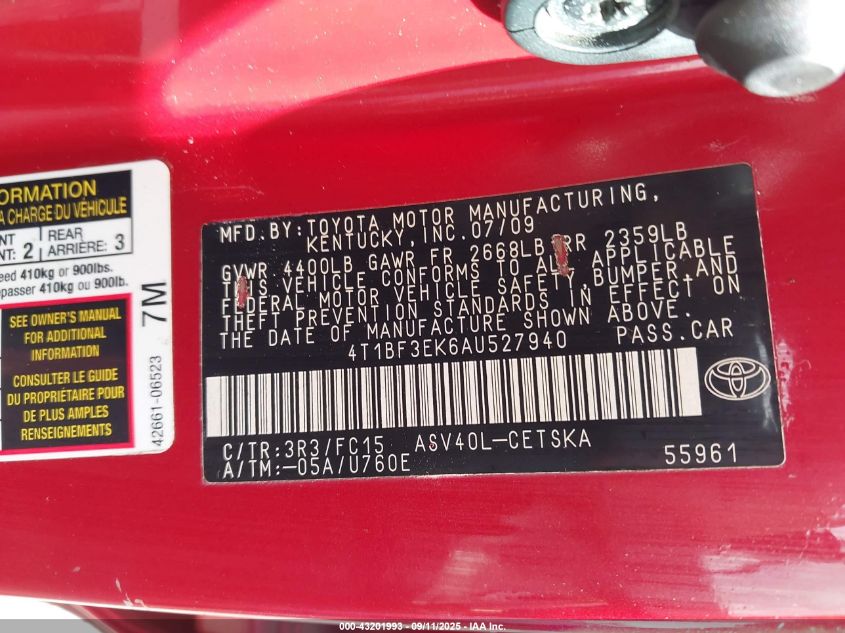 ORMATION
A CHARGE DU VÉHICULE
NT 2 REAR
NT: 2 ARRIÈRE: 3
eed 410kg or 900lbs.
épasser 410kg ou 900lb.
SEE OWNER'S MANUAL
FOR ADDITIONAL
INFORMATION
CONSULTER LE GUIDE
DU PROPRIÉTAIRE POUR
DE PLUS AMPLES
RENSEIGNEMENTS
7M
42661-06523
MFD.BY:TOYOTA MOTOR MANUFACTURING,
KENTUCKY,INC.07/09
GVWR 4400LB GAWR FR 2668LB RR 2359LB
THIS VEHICLE CONFORMS TO ALL APPLICABLE
FEDERAL MOTOR VEHICLE SAFETY,BUMPER,AND
THEFT PREVENTION STANDARDS IN EFFECT ON
THE DATE OF MANUFACTURE SHOWN ABOVE.
4T1BF3EK6AU527940 PASS.CAR
C/TR:3R3/FC15 ASV40L-CETSKA
A/TM:-05A/U760E 55961
000-43201993 - 09/11/2025 - IAA Inc.